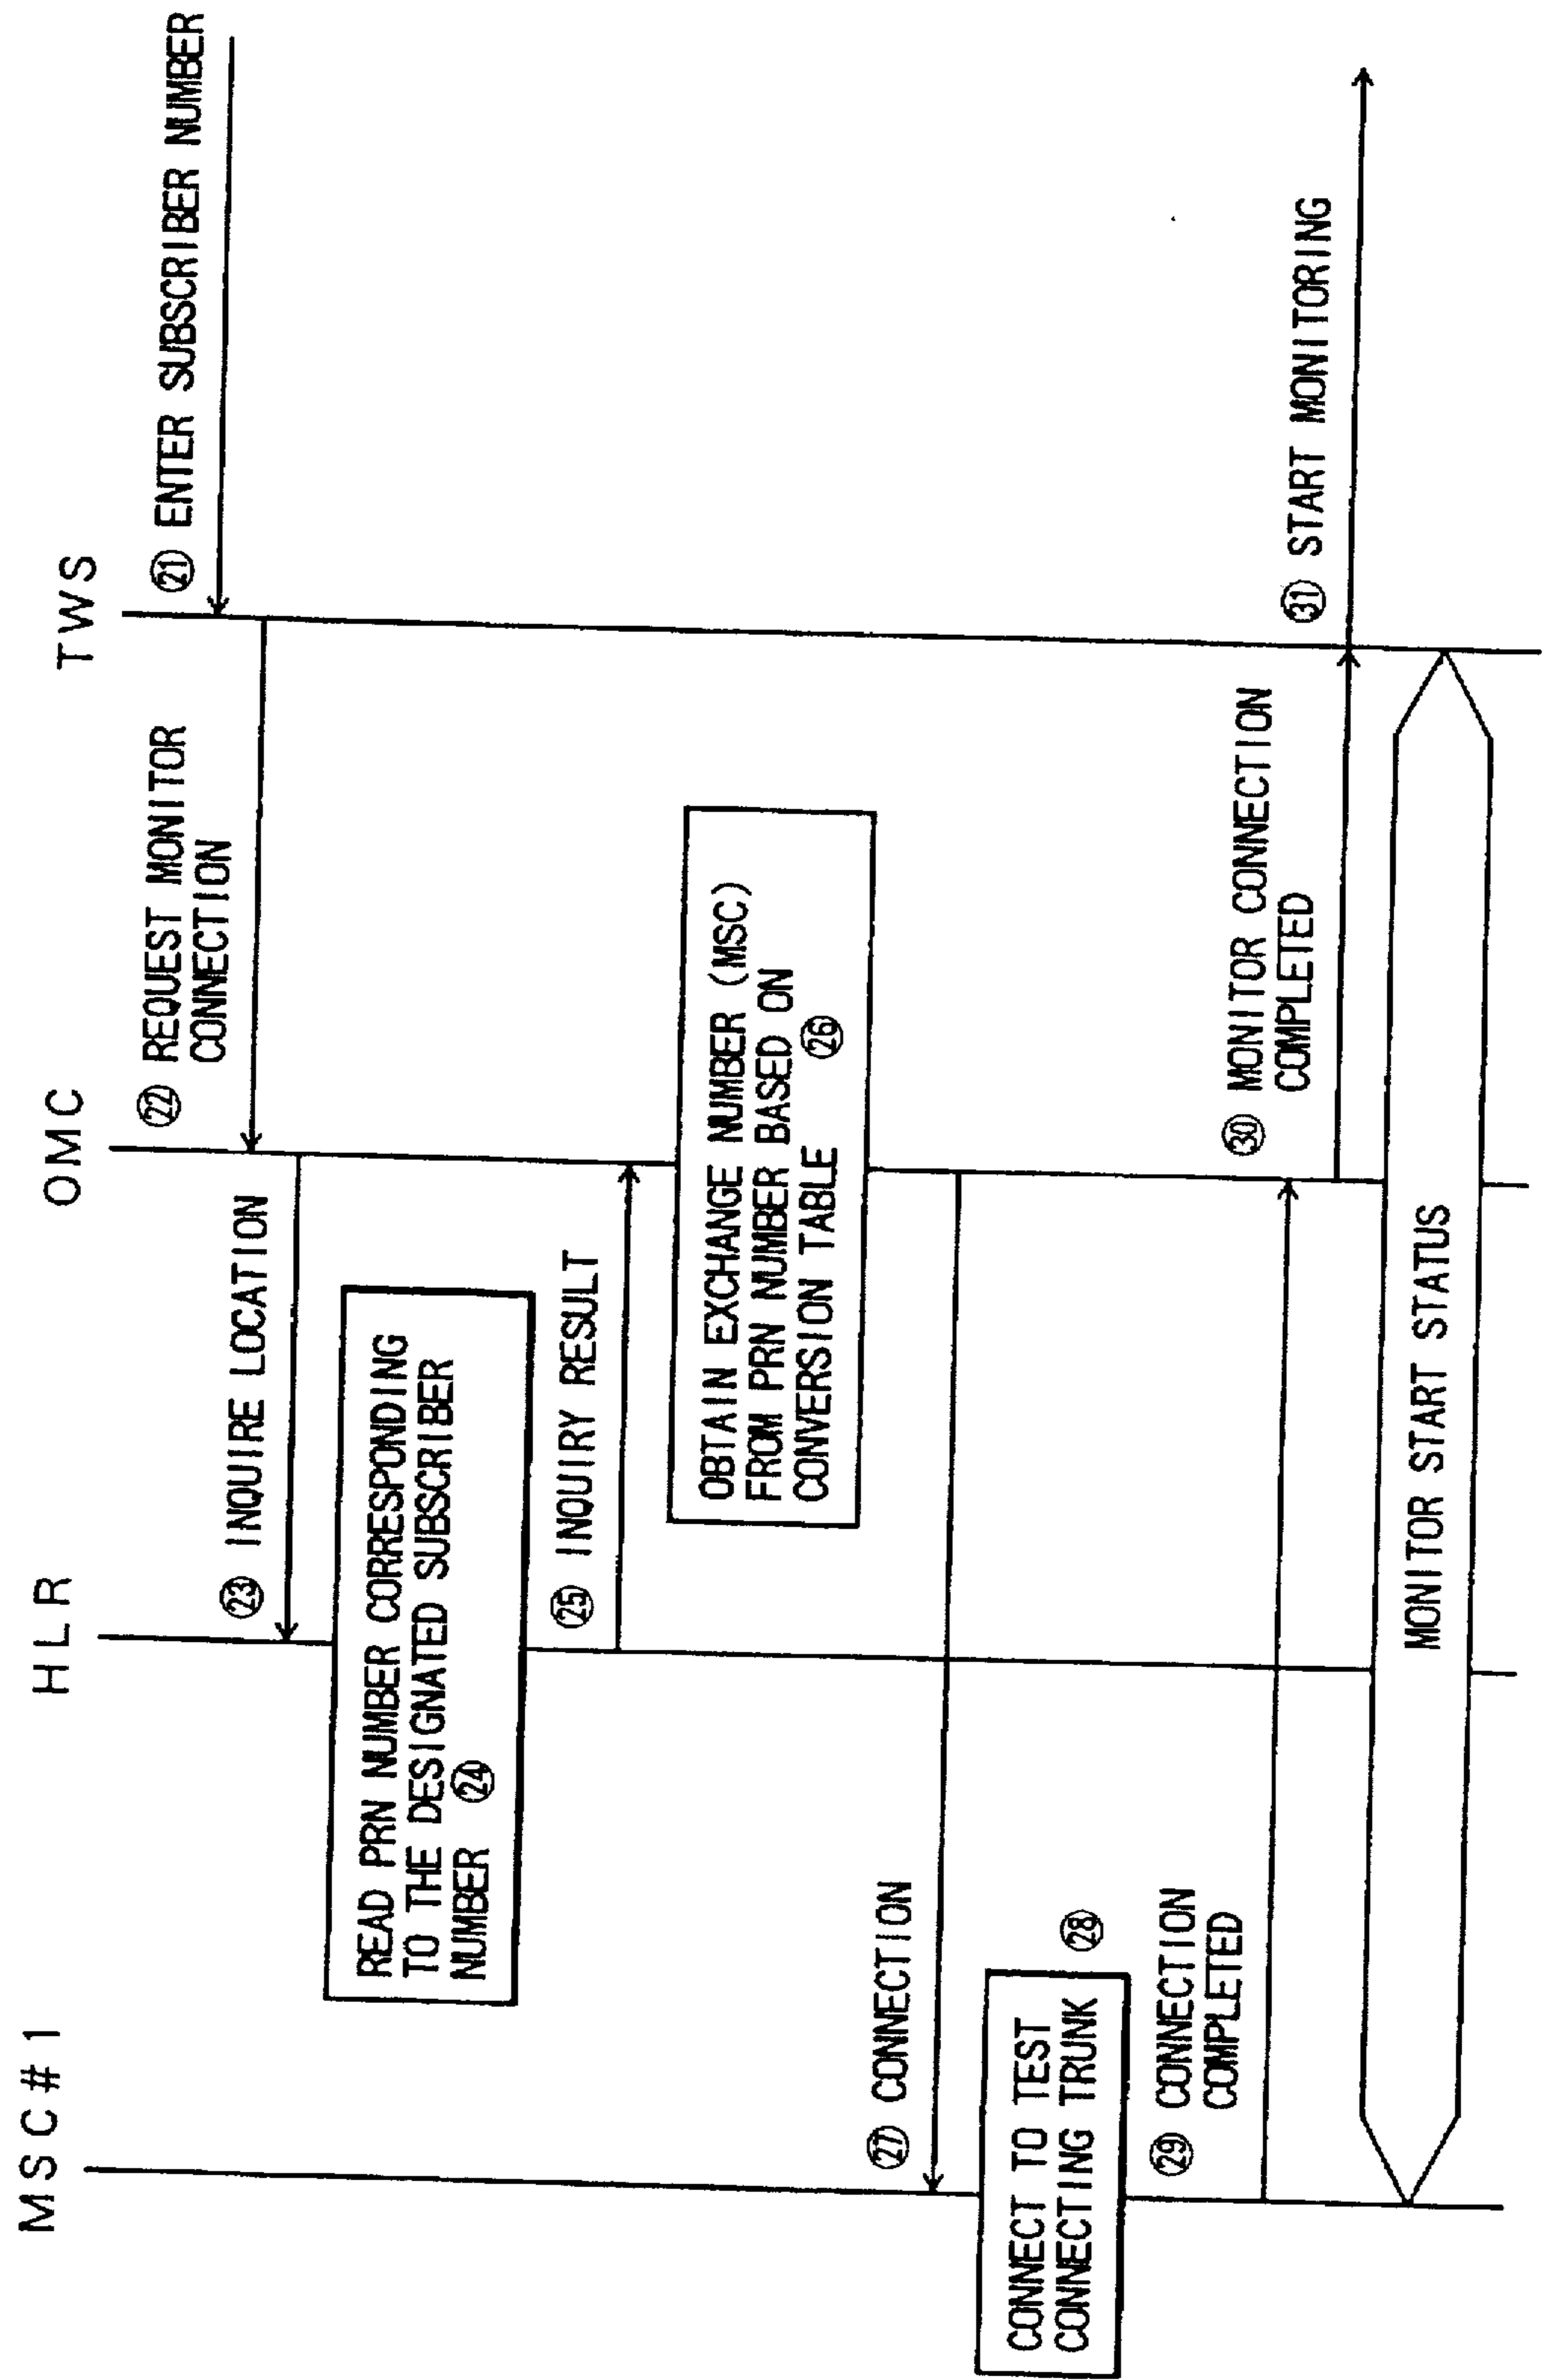 MSC#1
HLR
OMC
TWS
㉑ ENTER SUBSCRIBER NUMBER
㉒ REQUEST MONITOR
CONNECTION
㉓ INQUIRE LOCATION
READ PRN NUMBER CORRESPONDING
TO THE DESIGNATED SUBSCRIBER
NUMBER ㉔
㉕ INQUIRY RESULT
OBTAIN EXCHANGE NUMBER (MSC)
FROM PRN NUMBER BASED ON
CONVERSION TABLE ㉖
㉗ CONNECTION
CONNECT TO TEST
CONNECTING TRUNK ㉘
㉙ CONNECTION
COMPLETED
㉚ MONITOR CONNECTION
COMPLETED
㉛ START MONITORING
MONITOR START STATUS